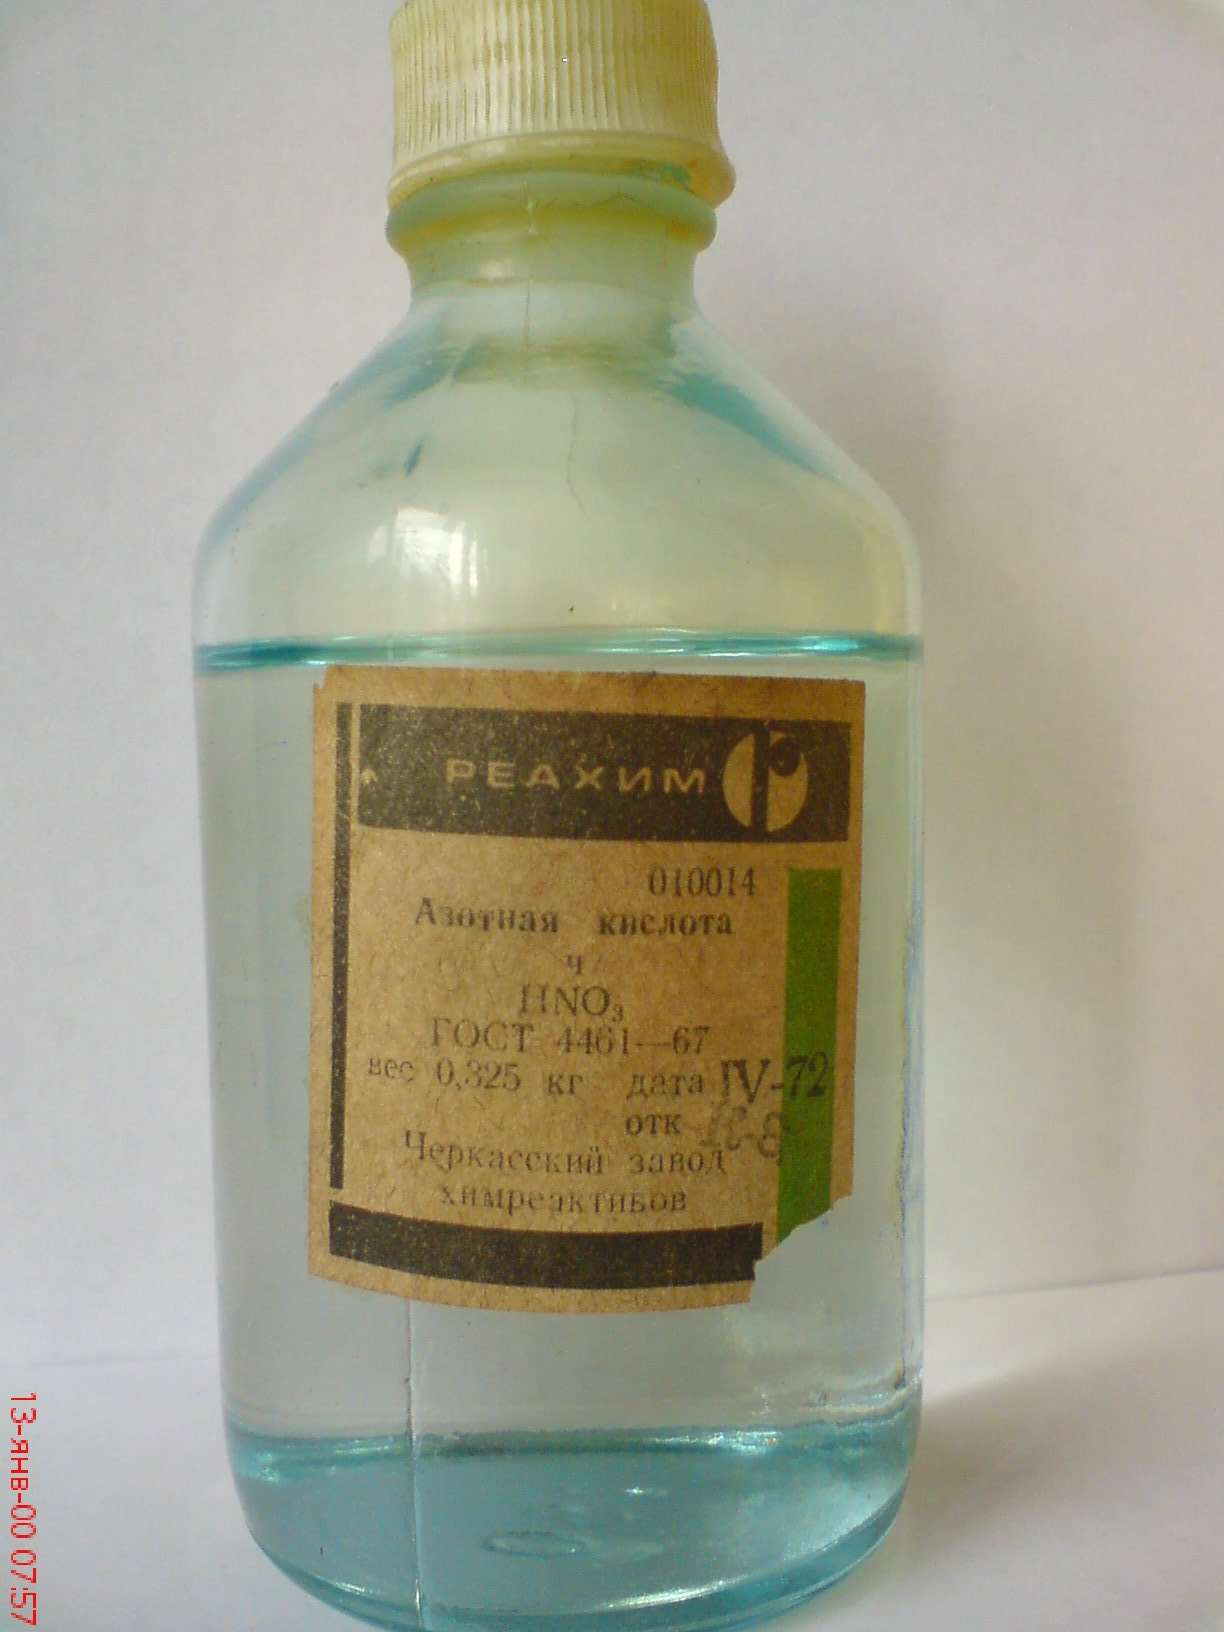 РЕАХИМ
010014
Азотная кислота
ч
HNO₃
ГОСТ 4461—67
вес 0,325 кг дата IV-72
отк
Черкасский завод
химреактивов
13-янв-00 07:57